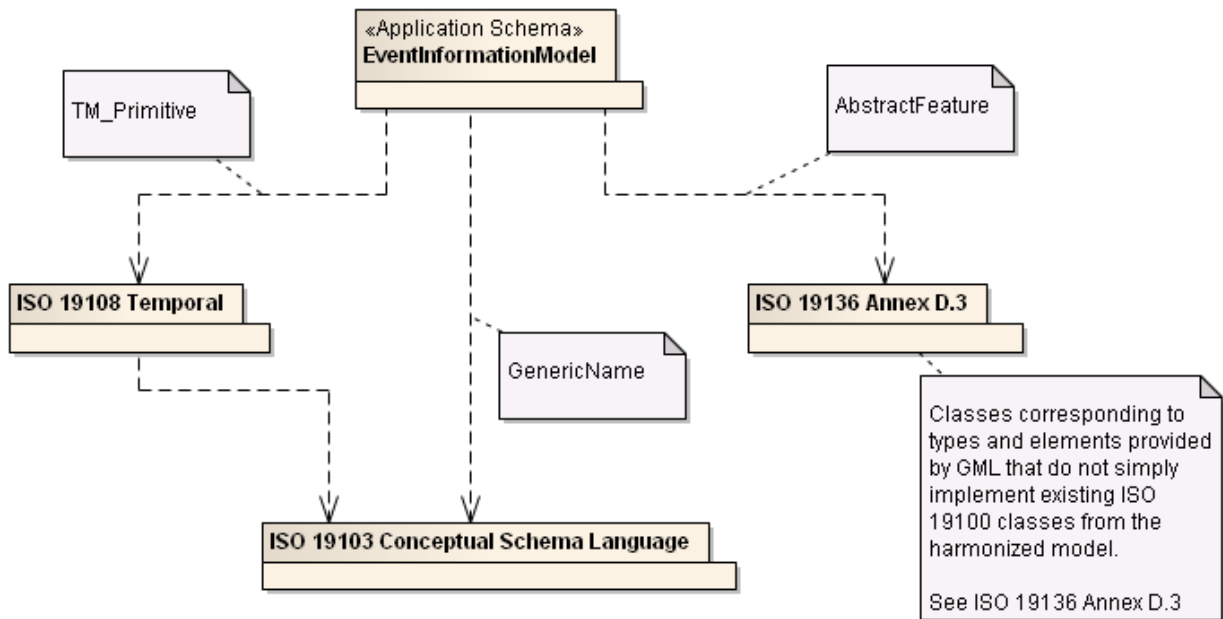 «Application Schema»
EventInformationModel
TM_Primitive
AbstractFeature
ISO 19108 Temporal
ISO 19136 Annex D.3
GenericName
Classes corresponding to
types and elements provided
by GML that do not simply
implement existing ISO
19100 classes from the
harmonized model.
See ISO 19136 Annex D.3
ISO 19103 Conceptual Schema Language